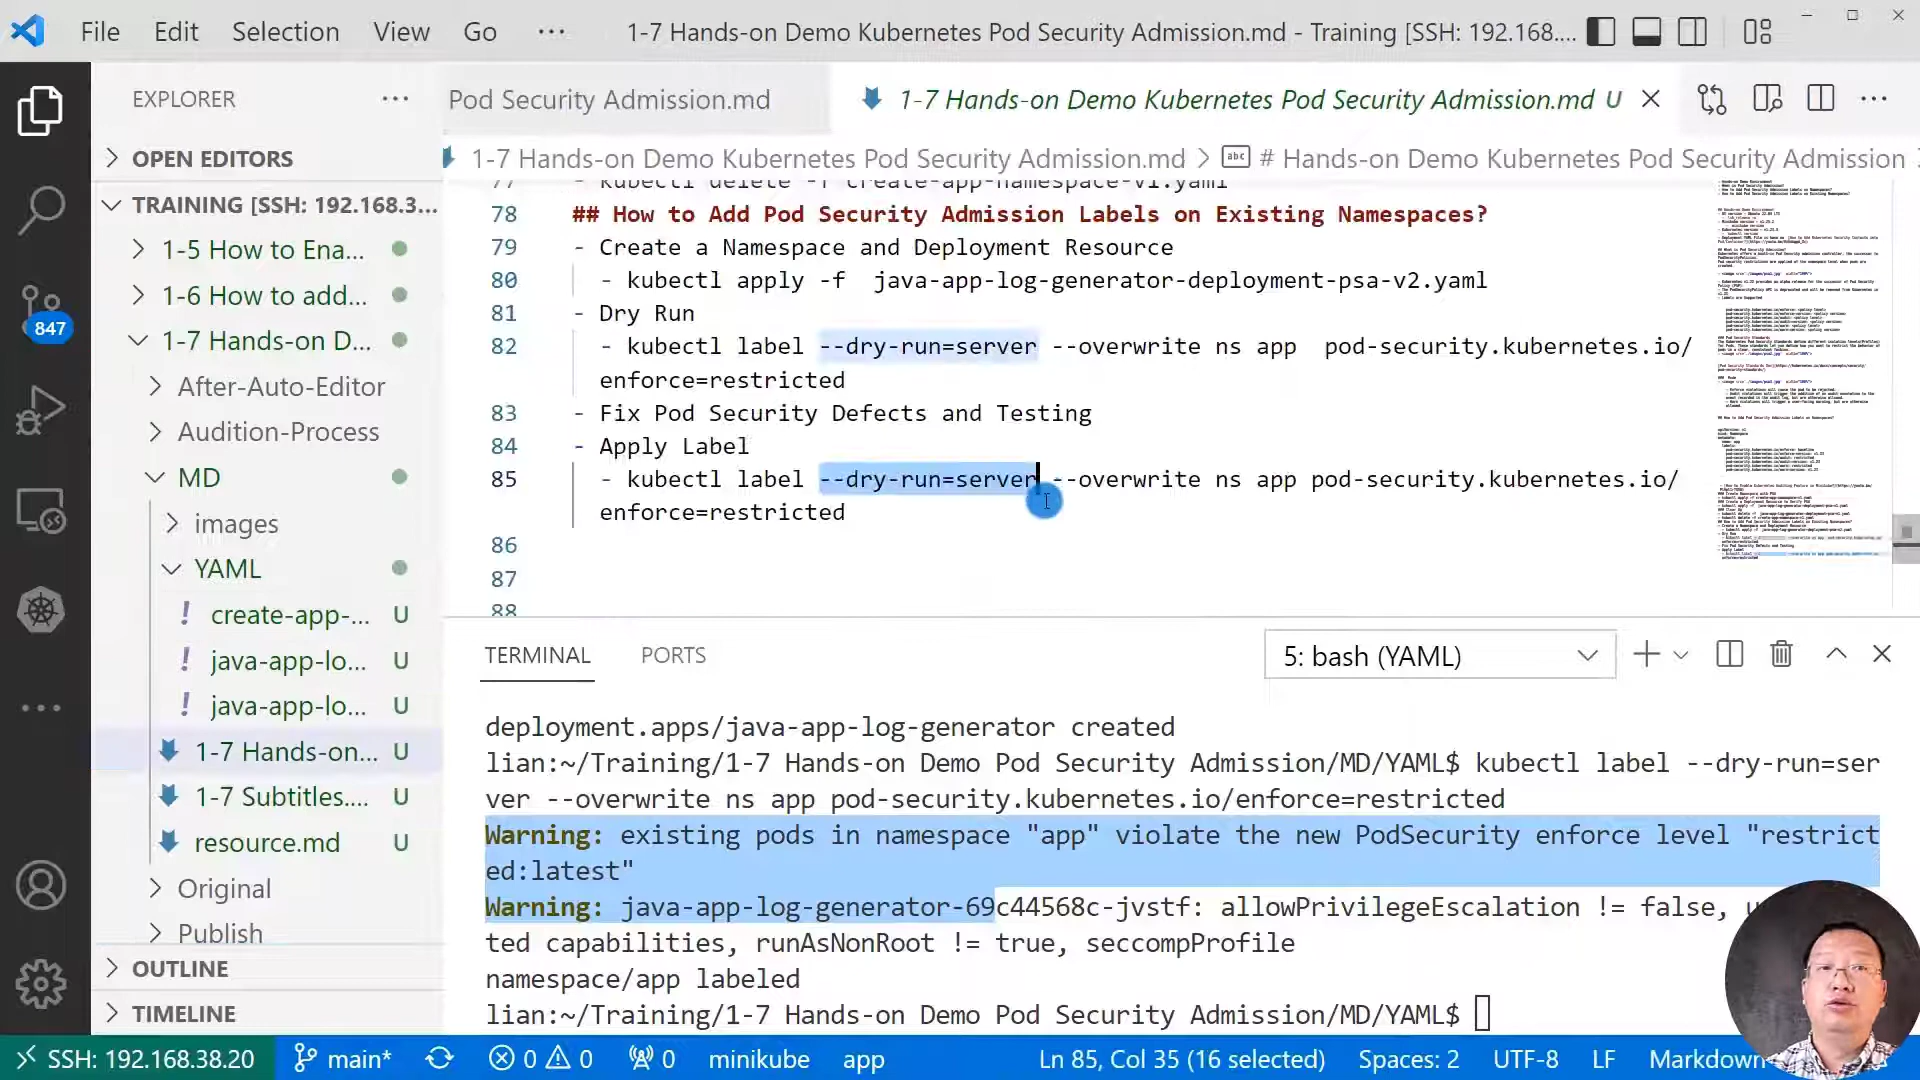 File Edit Selection View Go ··· 1-7 Hands-on Demo Kubernetes Pod Security Admission.md - Training [SSH: 192.168....
EXPLORER ···
OPEN EDITORS
TRAINING [SSH: 192.168.3...
1-5 How to Ena...
1-6 How to add...
1-7 Hands-on D...
After-Auto-Editor
Audition-Process
MD
images
YAML
create-app-... U
java-app-lo... U
java-app-lo... U
1-7 Hands-on... U
1-7 Subtitles.... U
resource.md U
Original
Publish
OUTLINE
TIMELINE
847
Pod Security Admission.md
1-7 Hands-on Demo Kubernetes Pod Security Admission.md U
1-7 Hands-on Demo Kubernetes Pod Security Admission.md > abc # Hands-on Demo Kubernetes Pod Security Admission
77 - kubectl delete -f create-app-namespace-v1.yaml
78 ## How to Add Pod Security Admission Labels on Existing Namespaces?
79 - Create a Namespace and Deployment Resource
80 - kubectl apply -f  java-app-log-generator-deployment-psa-v2.yaml
81 - Dry Run
82 - kubectl label --dry-run=server --overwrite ns app  pod-security.kubernetes.io/
enforce=restricted
83 - Fix Pod Security Defects and Testing
84 - Apply Label
85 - kubectl label --dry-run=server --overwrite ns app pod-security.kubernetes.io/
enforce=restricted
86
87
88
TERMINAL PORTS 5: bash (YAML)
deployment.apps/java-app-log-generator created
lian:~/Training/1-7 Hands-on Demo Pod Security Admission/MD/YAML$ kubectl label --dry-run=ser
ver --overwrite ns app pod-security.kubernetes.io/enforce=restricted
Warning: existing pods in namespace "app" violate the new PodSecurity enforce level "restrict
ed:latest"
Warning: java-app-log-generator-69c44568c-jvstf: allowPrivilegeEscalation != false,
ted capabilities, runAsNonRoot != true, seccompProfile
namespace/app labeled
lian:~/Training/1-7 Hands-on Demo Pod Security Admission/MD/YAML$
SSH: 192.168.38.20 main* 0 0 0 minikube app Ln 85, Col 35 (16 selected) Spaces: 2 UTF-8 LF Markdown